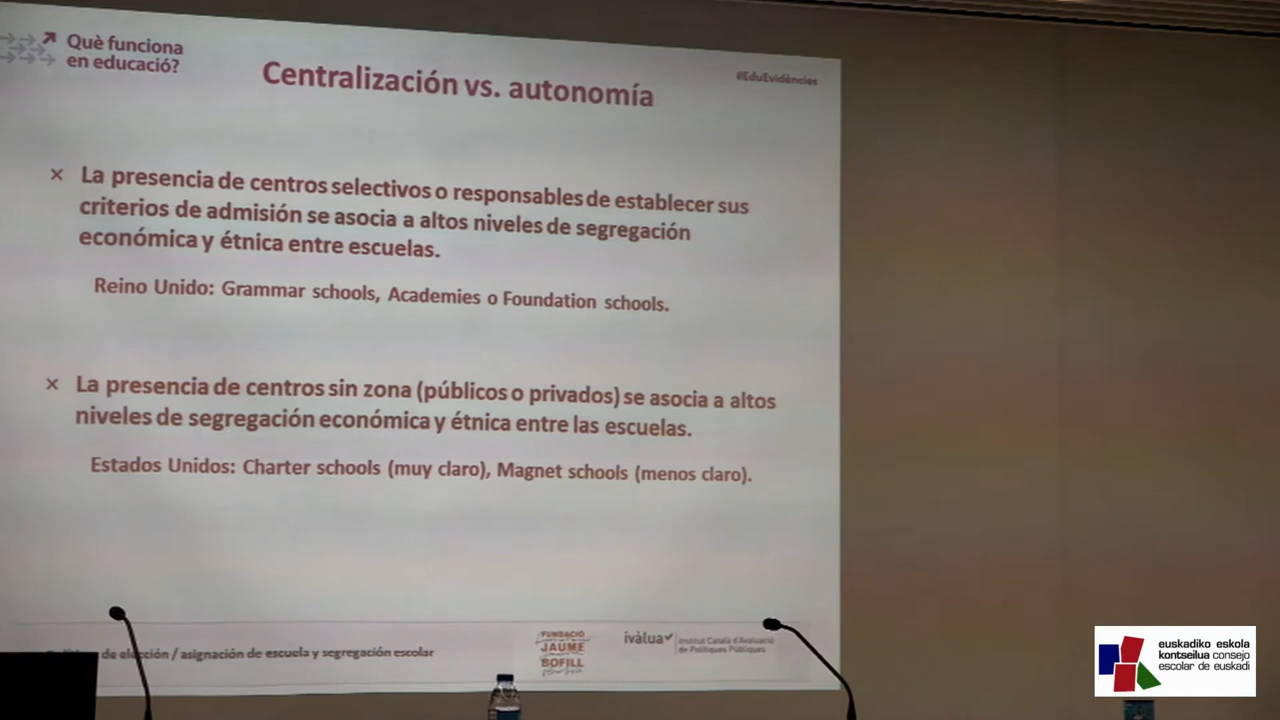 Què funciona
en educació?
#EduEvidències
Centralización vs. autonomía
× La presencia de centros selectivos o responsables de establecer sus
criterios de admisión se asocia a altos niveles de segregación
económica y étnica entre escuelas.
Reino Unido: Grammar schools, Academies o Foundation schools.
× La presencia de centros sin zona (públicos o privados) se asocia a altos
niveles de segregación económica y étnica entre las escuelas.
Estados Unidos: Charter schools (muy claro), Magnet schools (menos claro).
de elección / asignación de escuela y segregación escolar
FUNDACIÓ
JAUME
BOFILL
ivàlua
Institut Català d'Avaluació
de Polítiques Públiques
euskadiko eskola
kontseilua consejo
escolar de euskadi